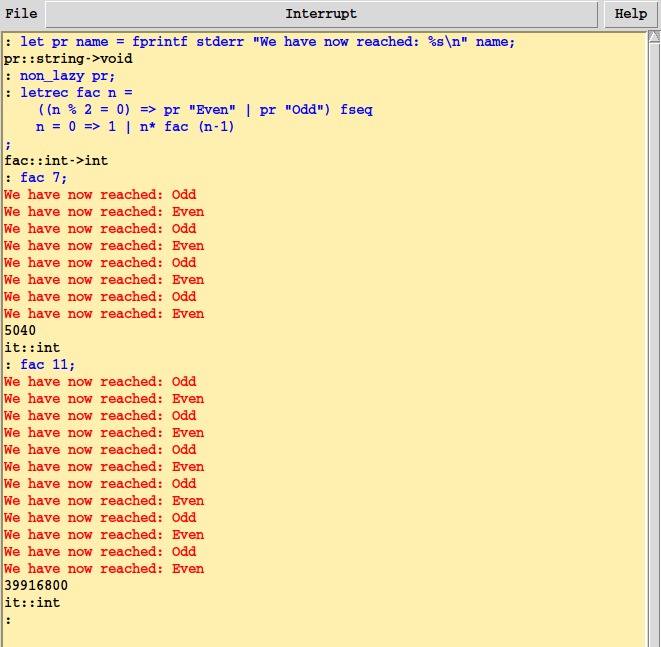 File Interrupt Help
: let pr name = fprintf stderr "We have now reached: %s\n" name;
pr::string->void
: non_lazy pr;
: letrec fac n =
    ((n % 2 = 0) => pr "Even" | pr "Odd") fseq
    n = 0 => 1 | n* fac (n-1)
;
fac::int->int
: fac 7;
We have now reached: Odd
We have now reached: Even
We have now reached: Odd
We have now reached: Even
We have now reached: Odd
We have now reached: Even
We have now reached: Odd
We have now reached: Even
5040
it::int
: fac 11;
We have now reached: Odd
We have now reached: Even
We have now reached: Odd
We have now reached: Even
We have now reached: Odd
We have now reached: Even
We have now reached: Odd
We have now reached: Even
We have now reached: Odd
We have now reached: Even
We have now reached: Odd
We have now reached: Even
39916800
it::int
: